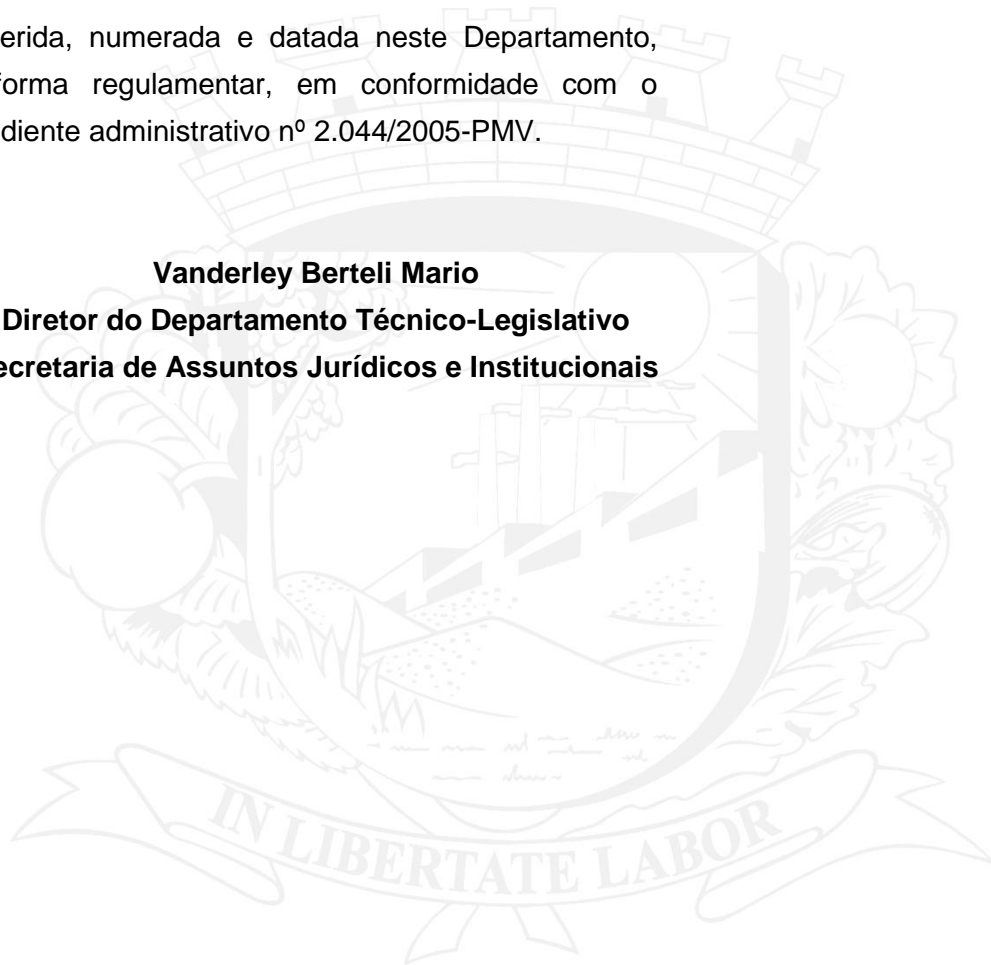 erida, numerada e datada neste Departamento,
forma regulamentar, em conformidade com o
diente administrativo nº 2.044/2005-PMV.
Vanderley Berteli Mario
Diretor do Departamento Técnico-Legislativo
ecretaria de Assuntos Jurídicos e Institucionais
IN LIBERTATE LABOR